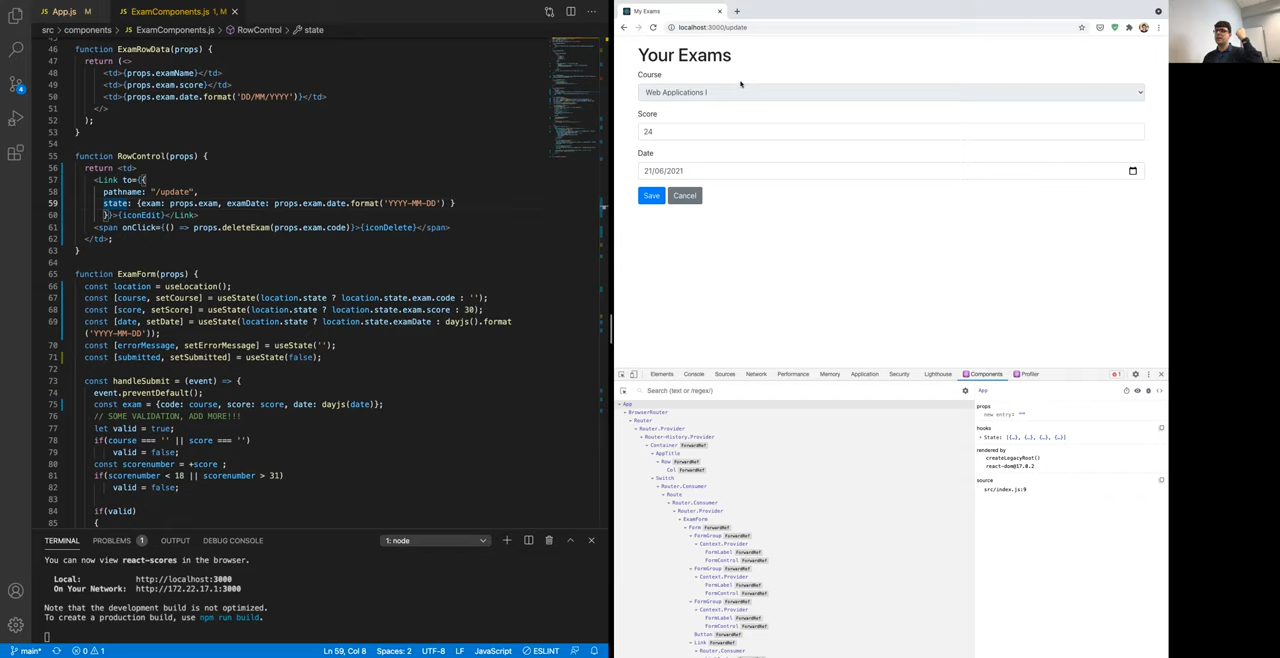 App.js M
ExamComponents.js 1, M
src > components > ExamComponents.js > RowControl > state
46 function ExamRowData(props) {
47 return (<>
48 <td>{props.examName}</td>
49 <td>{props.exam.score}</td>
50 <td>{props.exam.date.format('DD/MM/YYYY')}</td>
51 </>
52 );
53 }
54
55 function RowControl(props) {
56 return <td>
57 <Link to={{
58 pathname: "/update",
59 state: {exam: props.exam, examDate: props.exam.date.format('YYYY-MM-DD') }
60 }}>{iconEdit}</Link>
61 <span onClick={() => props.deleteExam(props.exam.code)}>{iconDelete}</span>
62 </td>;
63 }
64
65 function ExamForm(props) {
66 const location = useLocation();
67 const [course, setCourse] = useState(location.state ? location.state.exam.code : '');
68 const [score, setScore] = useState(location.state ? location.state.exam.score : 30);
69 const [date, setDate] = useState(location.state ? location.state.examDate : dayjs().format
('YYYY-MM-DD'));
70 const [errorMessage, setErrorMessage] = useState('');
71 const [submitted, setSubmitted] = useState(false);
72
73 const handleSubmit = (event) => {
74 event.preventDefault();
75 const exam = {code: course, score: score, date: dayjs(date)};
76 // SOME VALIDATION, ADD MORE!!!
77 let valid = true;
78 if(course === '' || score === '')
79 valid = false;
80 const scorenumber = +score ;
81 if(scorenumber < 18 || scorenumber > 31)
82 valid = false;
83
84 if(valid)
85 {
TERMINAL PROBLEMS 1 OUTPUT DEBUG CONSOLE 1: node
You can now view react-scores in the browser.
Local: http://localhost:3000
On Your Network: http://172.22.17.1:3000
Note that the development build is not optimized.
To create a production build, use npm run build.
4
main* 0 1 Ln 59, Col 8 Spaces: 2 UTF-8 LF JavaScript ESLINT
My Exams
localhost:3000/update
Your Exams
Course
Web Applications I
Score
24
Date
21/06/2021
Save Cancel
Elements Console Sources Network Performance Memory Application Security Lighthouse Components Profiler 1
Search (text or /regex/)
App
BrowserRouter
Router
Router.Provider
Router-History.Provider
Container ForwardRef
AppTitle
Row ForwardRef
Col ForwardRef
Switch
Router.Consumer
Route
Router.Consumer
Router.Provider
ExamForm
Form ForwardRef
FormGroup ForwardRef
Context.Provider
FormLabel ForwardRef
FormControl ForwardRef
FormGroup ForwardRef
Context.Provider
FormLabel ForwardRef
FormControl ForwardRef
FormGroup ForwardRef
Context.Provider
FormLabel ForwardRef
FormControl ForwardRef
Button ForwardRef
Link ForwardRef
Router.Consumer
App
props
new entry: ""
hooks
State: [{…}, {…}, {…}, {…}]
rendered by
createLegacyRoot()
react-dom@17.0.2
source
src/index.js:9